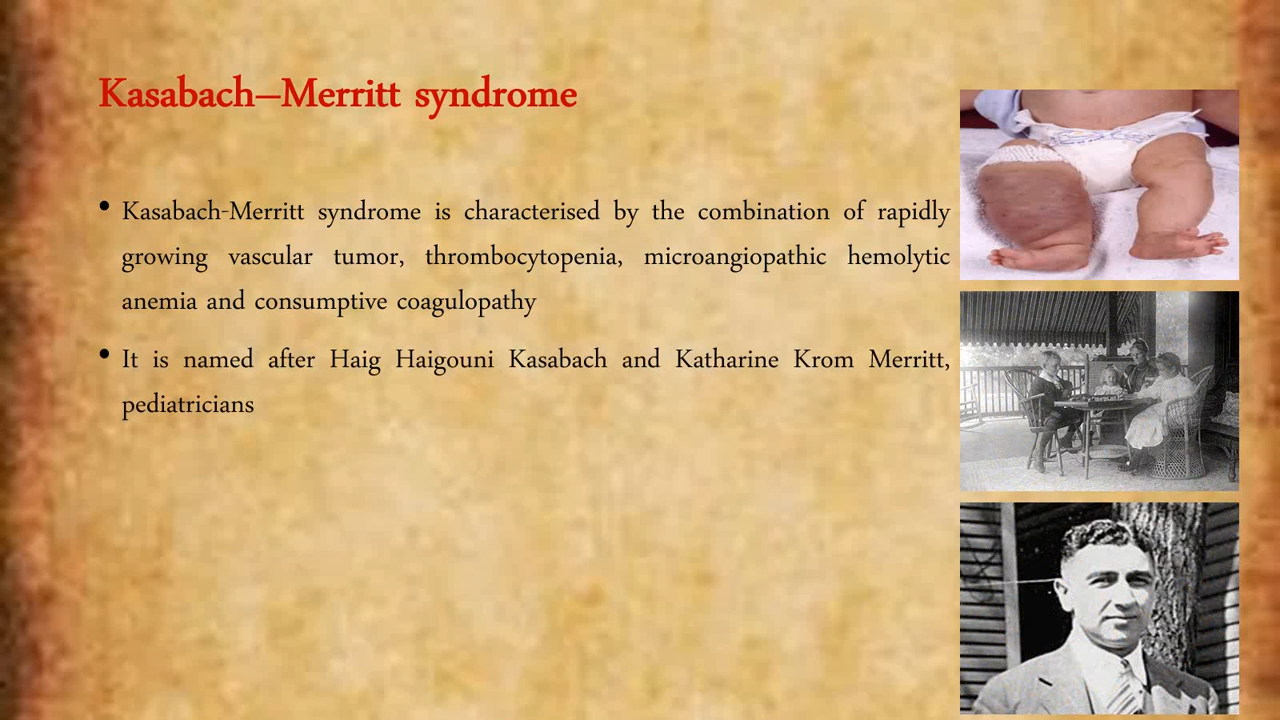 Kasabach–Merritt syndrome
• Kasabach-Merritt syndrome is characterised by the combination of rapidly
growing vascular tumor, thrombocytopenia, microangiopathic hemolytic
anemia and consumptive coagulopathy
• It is named after Haig Haigouni Kasabach and Katharine Krom Merritt,
pediatricians